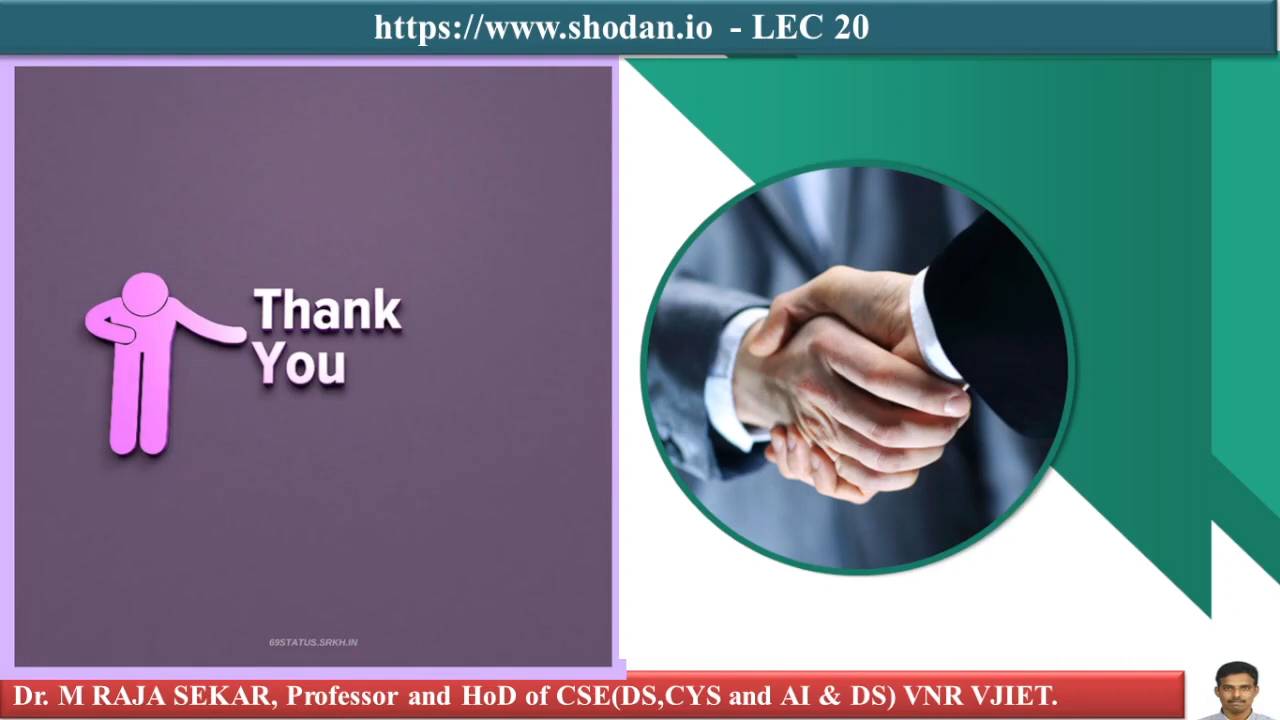 https://www.shodan.io - LEC 20
Thank
You
69STATUS.SRKH.IN
Dr. M RAJA SEKAR, Professor and HoD of CSE(DS,CYS and AI & DS) VNR VJIET.